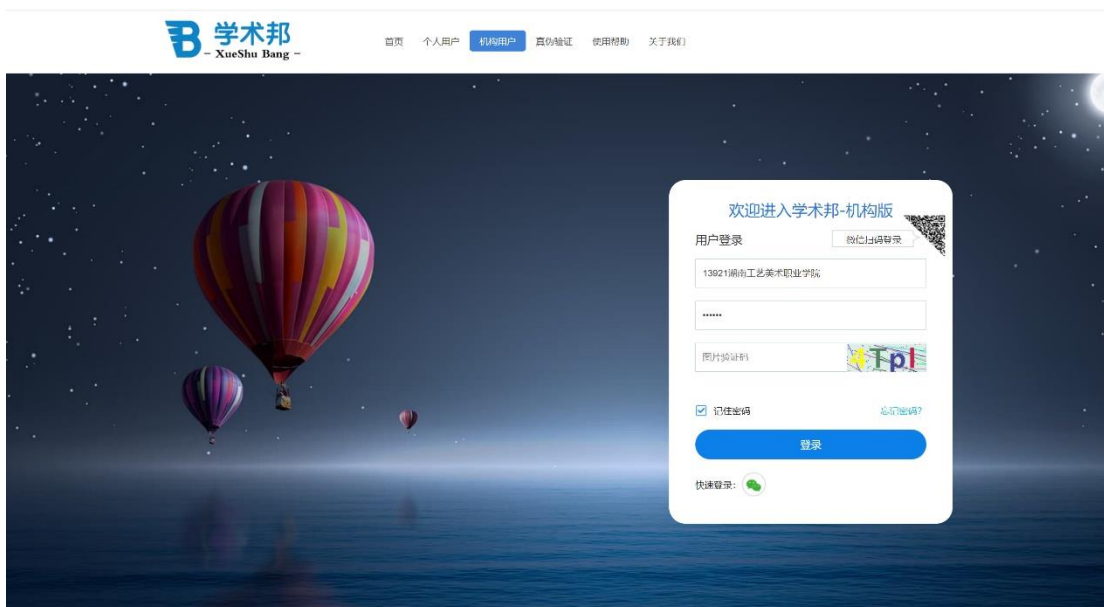 学术邦
- XueShu Bang -
首页 个人用户 机构用户 真伪验证 使用帮助 关于我们
欢迎进入学术邦-机构版
用户登录
微信扫码登录
13921湖南工艺美术职业学院
••••••
图片验证码
4Tpl
记住密码
忘记密码?
登录
快速登录: